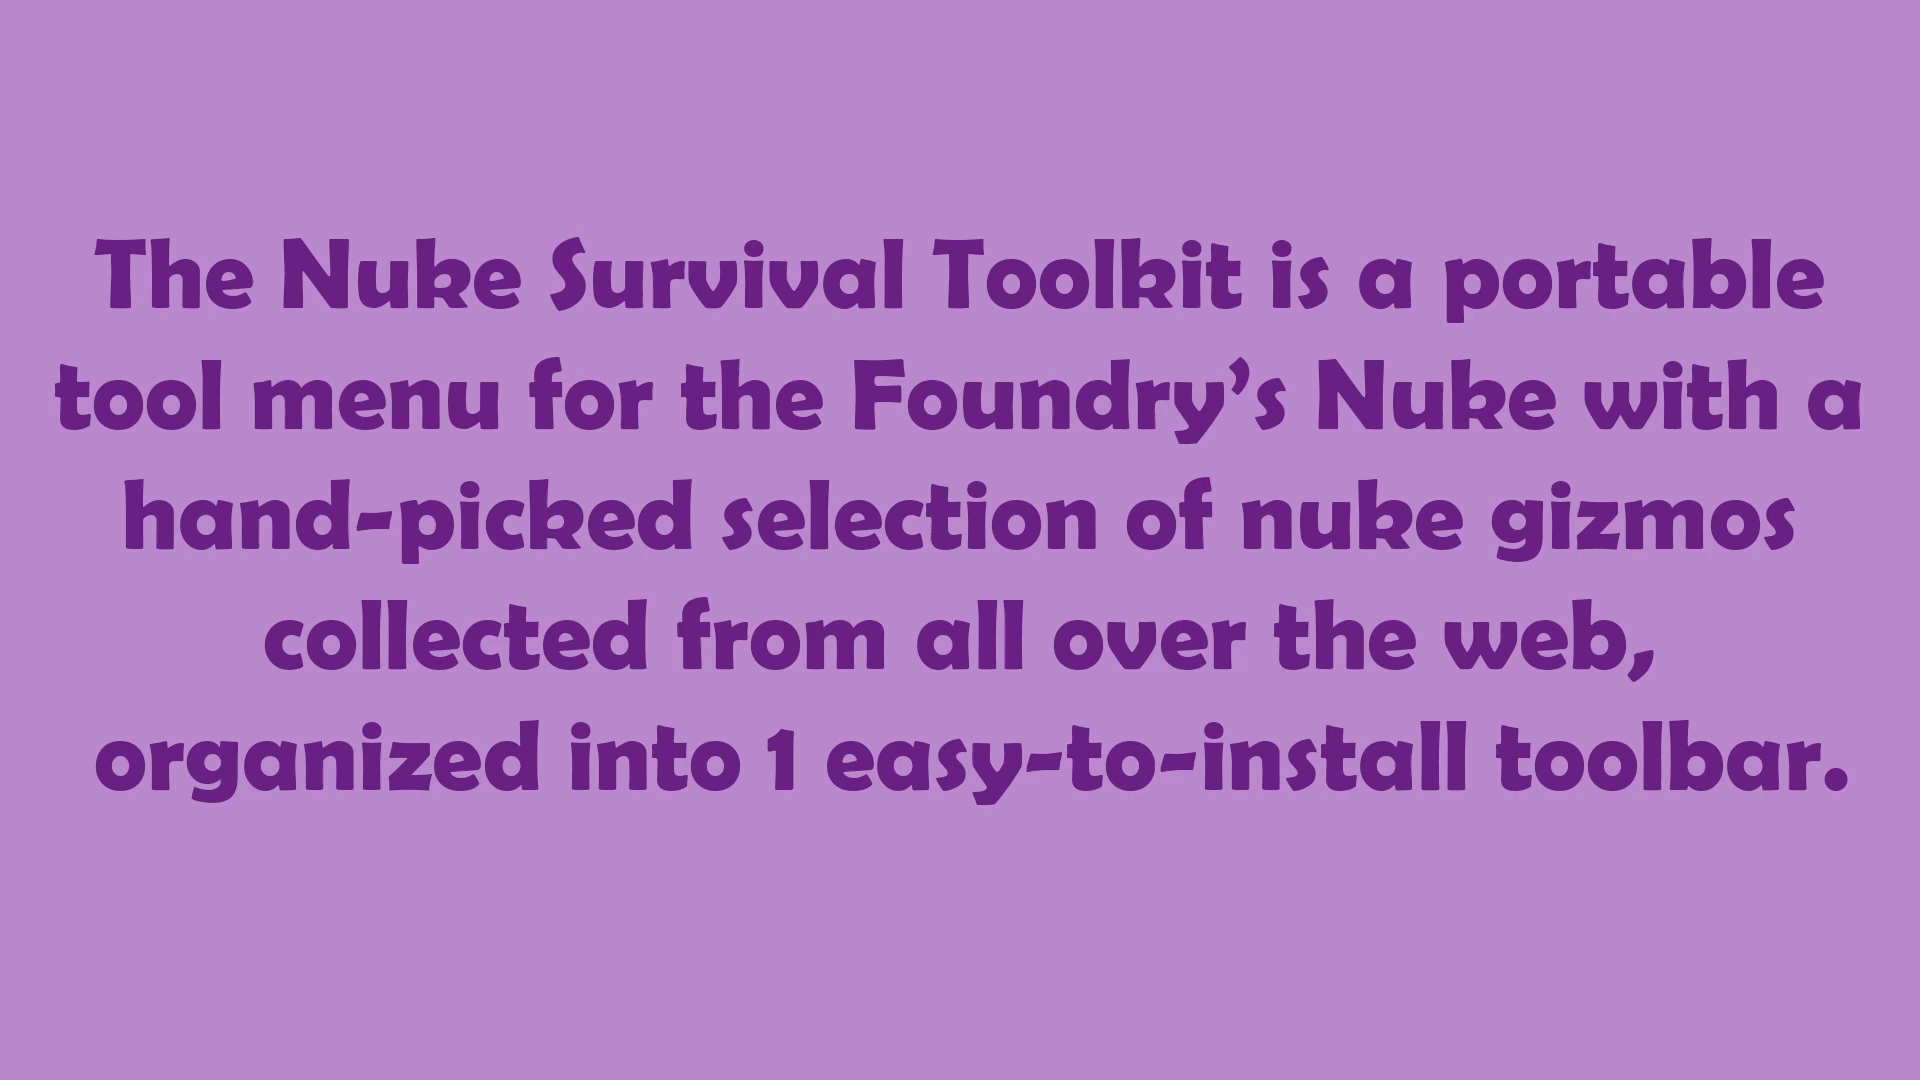 The Nuke Survival Toolkit is a portable
tool menu for the Foundry’s Nuke with a
hand-picked selection of nuke gizmos
collected from all over the web,
organized into 1 easy-to-install toolbar.